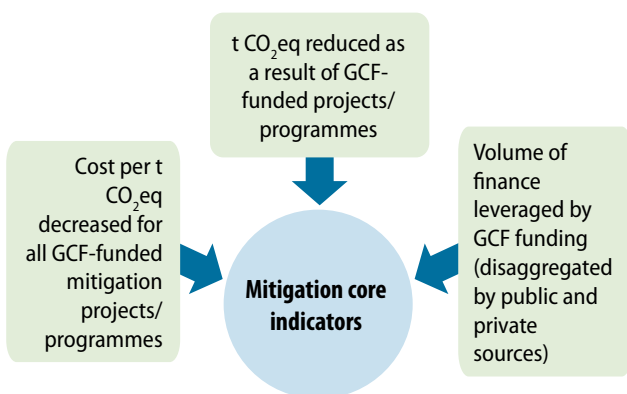 t CO₂eq reduced as
a result of GCF-
funded projects/
programmes
Cost per t
CO₂eq
decreased for
all GCF-funded
mitigation
projects/
programmes
Volume of
finance
leveraged by
GCF funding
(disaggregated
by public and
private
sources)
Mitigation core
indicators